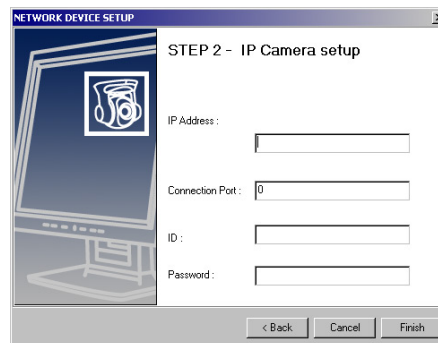 NETWORK DEVICE SETUP
STEP 2 - IP Camera setup
IP Address :
Connection Port : 0
ID :
Password :
< Back Cancel Finish